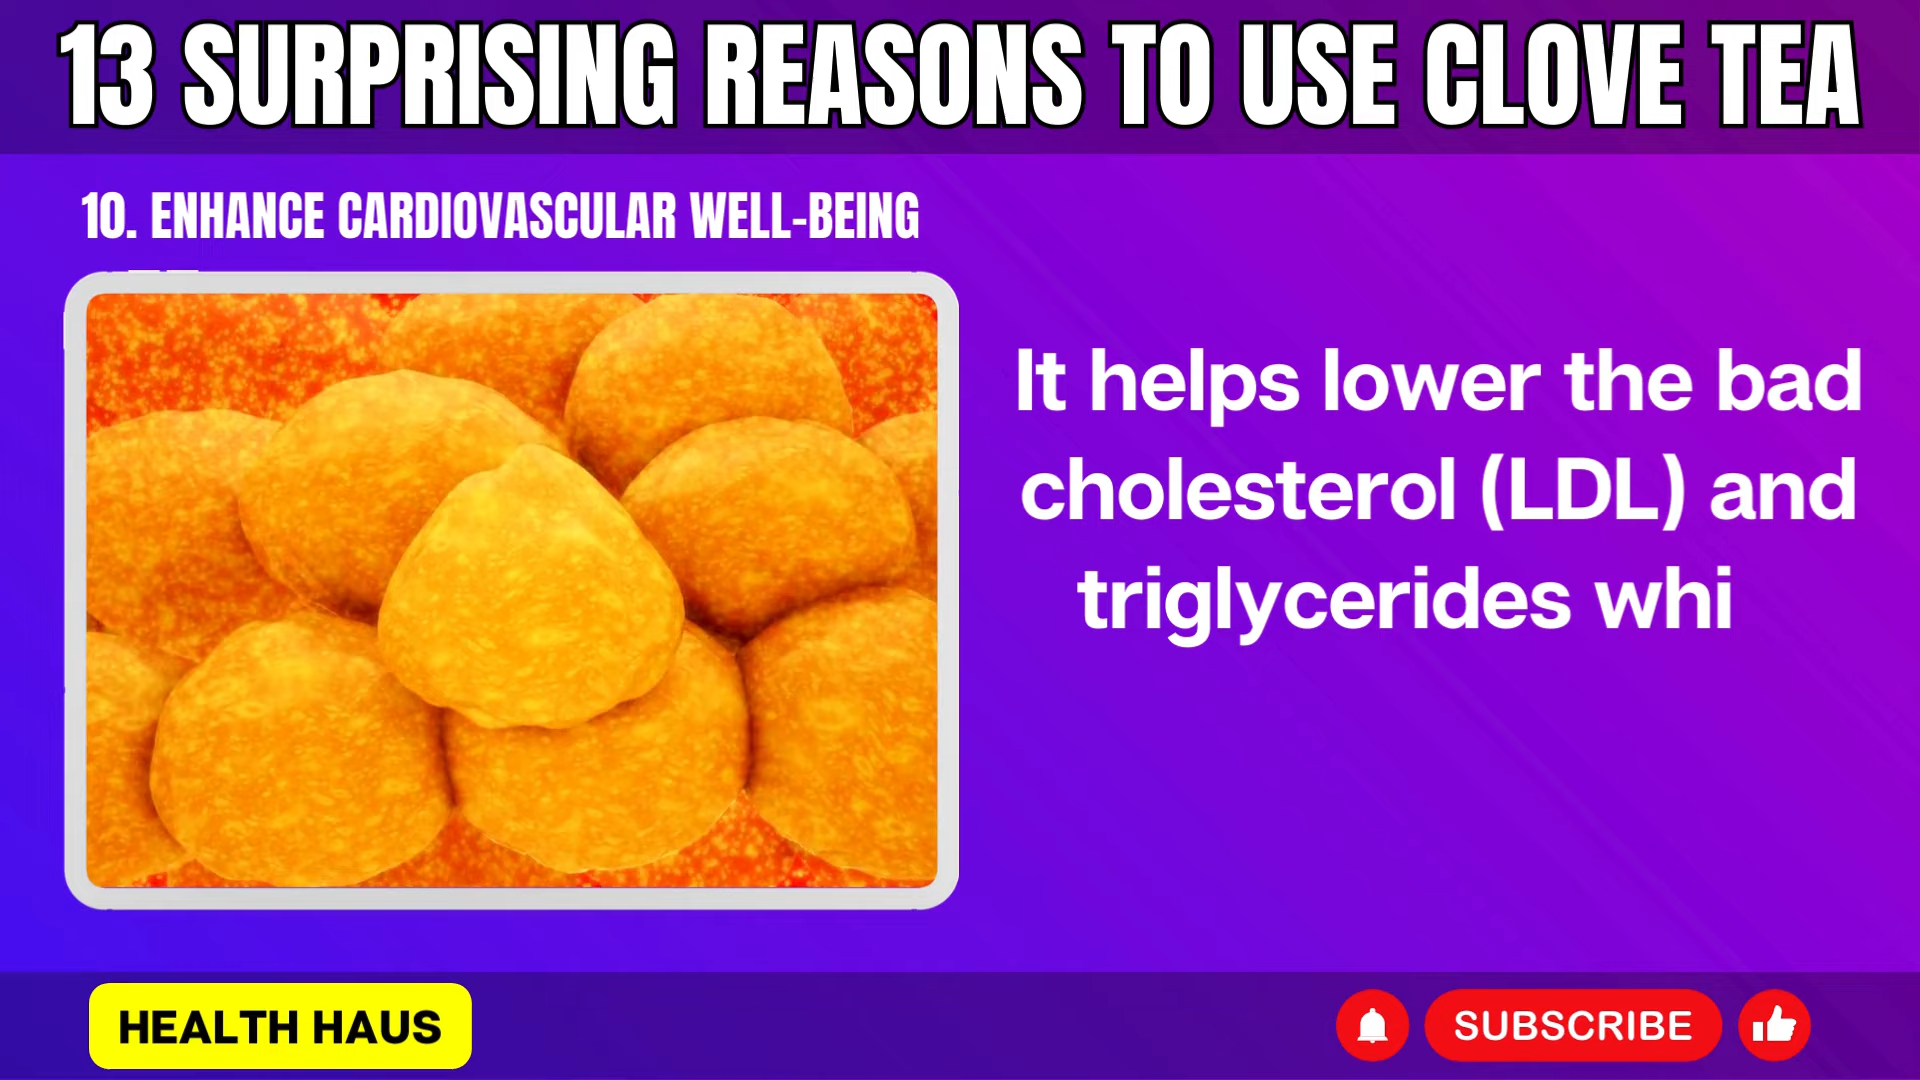 13 SURPRISING REASONS TO USE CLOVE TEA
10. ENHANCE CARDIOVASCULAR WELL-BEING
It helps lower the bad
cholesterol (LDL) and
triglycerides whi
HEALTH HAUS
SUBSCRIBE